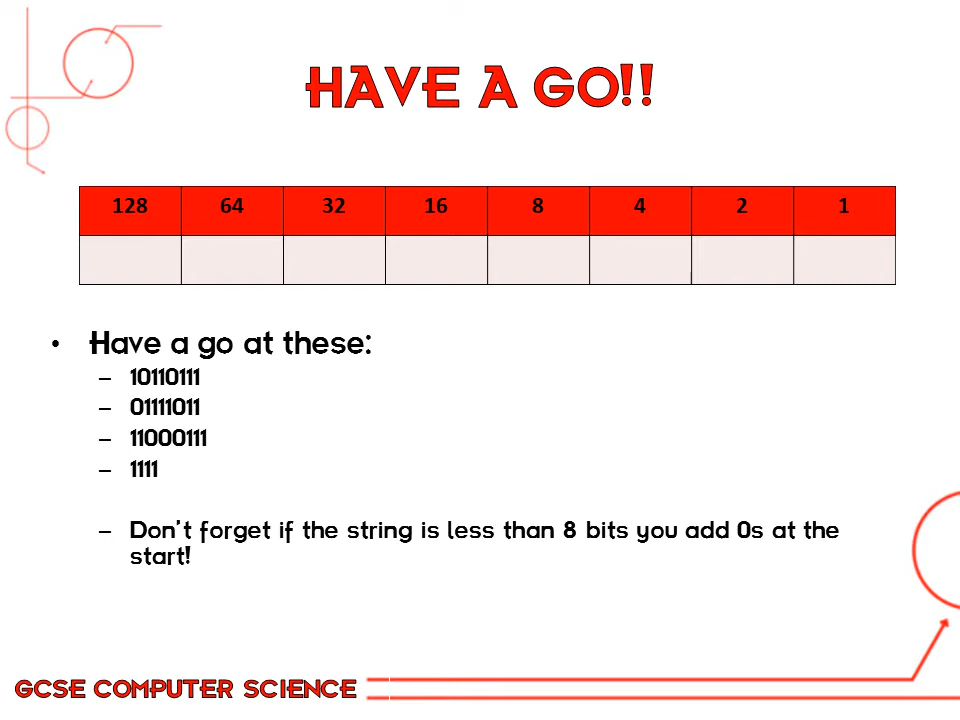 HAVE A GO!!
128 64 32 16 8 4 2 1
• Have a go at these:
– 10110111
– 01111011
– 11000111
– 1111
– Don't forget if the string is less than 8 bits you add 0s at the
start!
GCSE COMPUTER SCIENCE